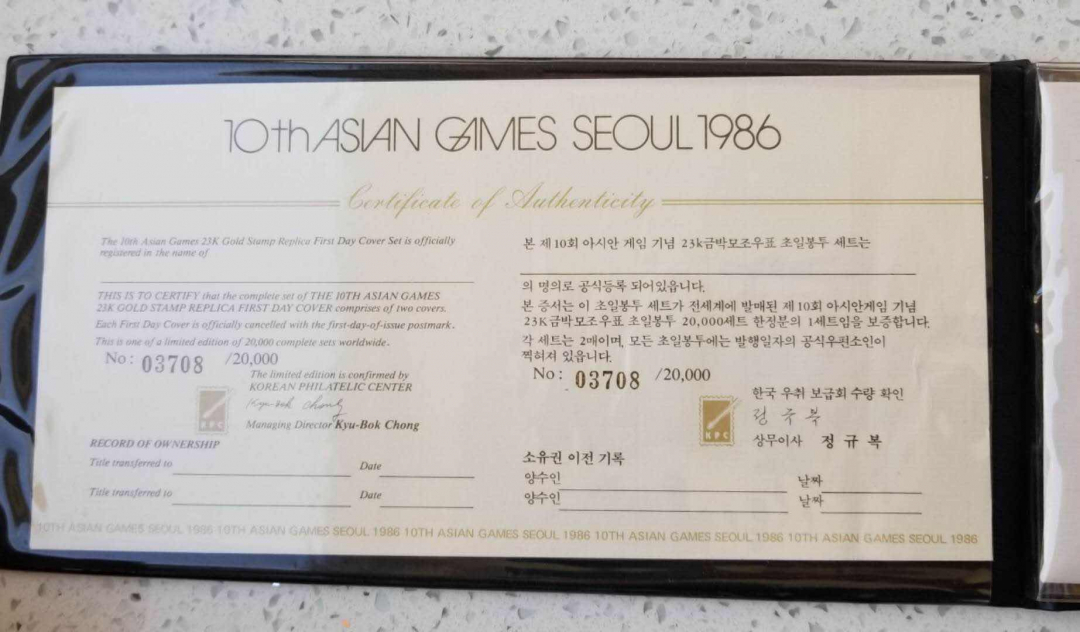 10th ASIAN GAMES SEOUL 1986
Certificate of Authenticity
The 10th Asian Games 23K Gold Stamp Replica First Day Cover Set is officially
registered in the name of
THIS IS TO CERTIFY that the complete set of THE 10TH ASIAN GAMES
23K GOLD STAMP REPLICA FIRST DAY COVER comprises of two covers.
Each First Day Cover is officially cancelled with the first-day-of-issue postmark.
This is one of a limited edition of 20,000 complete sets worldwide.
No: 03708 /20,000
The limited edition is confirmed by
KOREAN PHILATELIC CENTER
KPC
Kyu-Bok Chong
Managing Director Kyu-Bok Chong
RECORD OF OWNERSHIP
Title transferred to Date
Title transferred to Date
본 제10회 아시안 게임 기념 23k금박모조우표 초일봉투 세트는
의 명의로 공식등록 되어있읍니다.
본 증서는 이 초일봉투 세트가 전세계에 발매된 제10회 아시안게임 기념
23K금박모조우표 초일봉투 20,000세트 한정분의 1세트임을 보증합니다.
각 세트는 2매이며, 모든 초일봉투에는 발행일자의 공식우편소인이
찍혀져 있읍니다.
No: 03708 /20,000
한국 우취 보급회 수량 확인
KPC
정규복
상무이사 정규복
소유권 이전 기록
양수인 날짜
양수인 날짜
10TH ASIAN GAMES SEOUL 1986 10TH ASIAN GAMES SEOUL 1986 10TH ASIAN GAMES SEOUL 1986 10TH ASIAN GAMES SEOUL 1986 10TH ASIAN GAMES SEOUL 1986